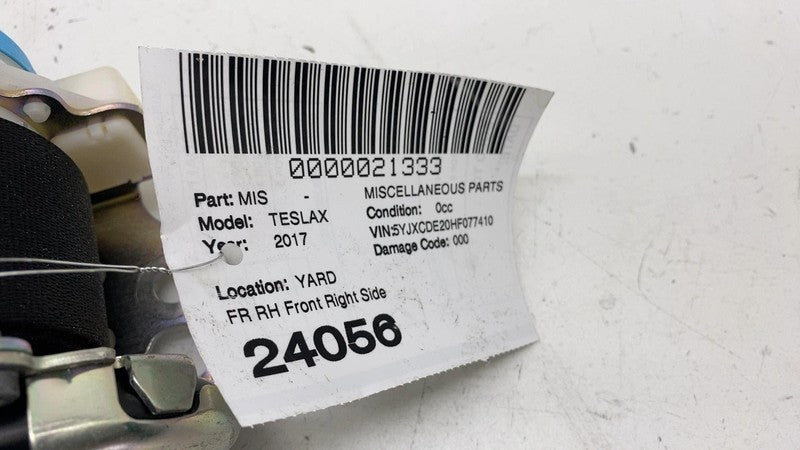 0000021333
Part: MIS - MISCELLANEOUS PARTS
Model: TESLAX Condition: 0cc
Year: 2017 VIN:5YJXCDE20HF077410
Damage Code: 000
Location: YARD
FR RH Front Right Side
24056